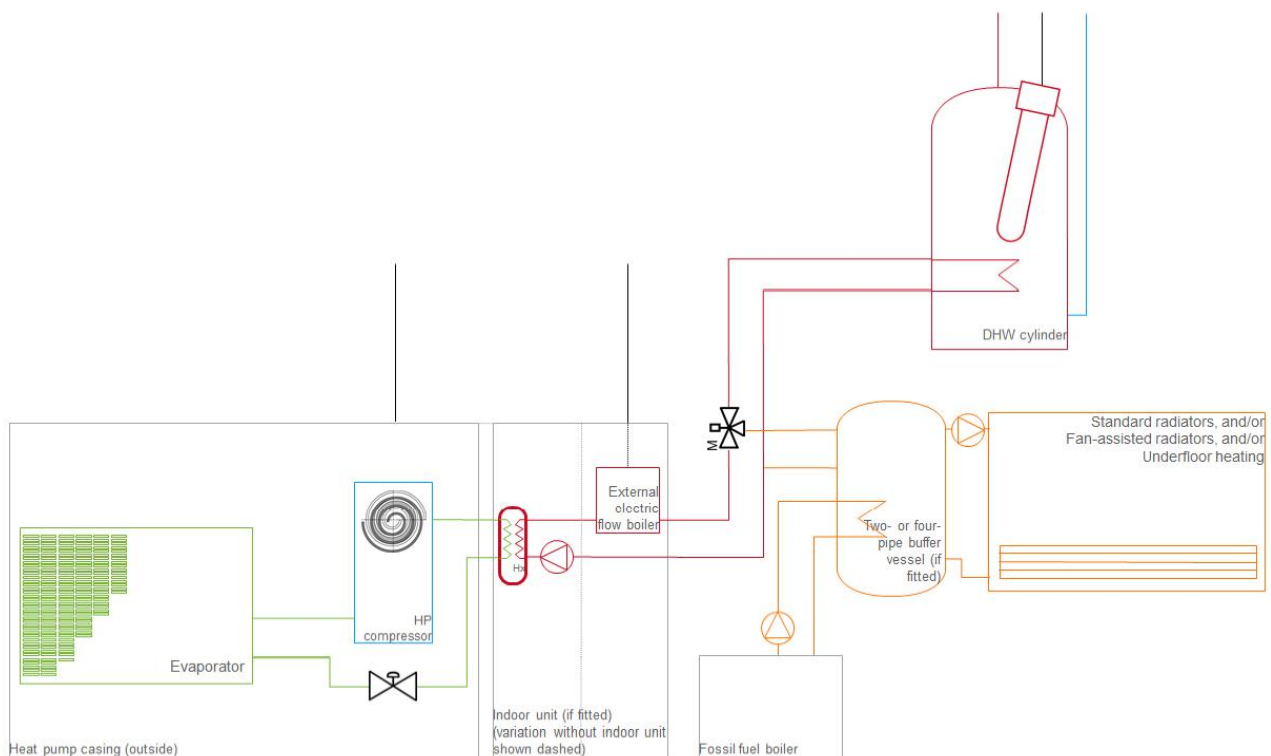 DHW cylinder
Standard radiators, and/or
Fan-assisted radiators, and/or
Underfloor heating
M
External
electric
flow boiler
Two- or four-
pipe buffer
vessel (if
fitted)
Hx
HP
compressor
Evaporator
Heat pump casing (outside)
Indoor unit (if fitted)
(variation without indoor unit
shown dashed)
Fossil fuel boiler